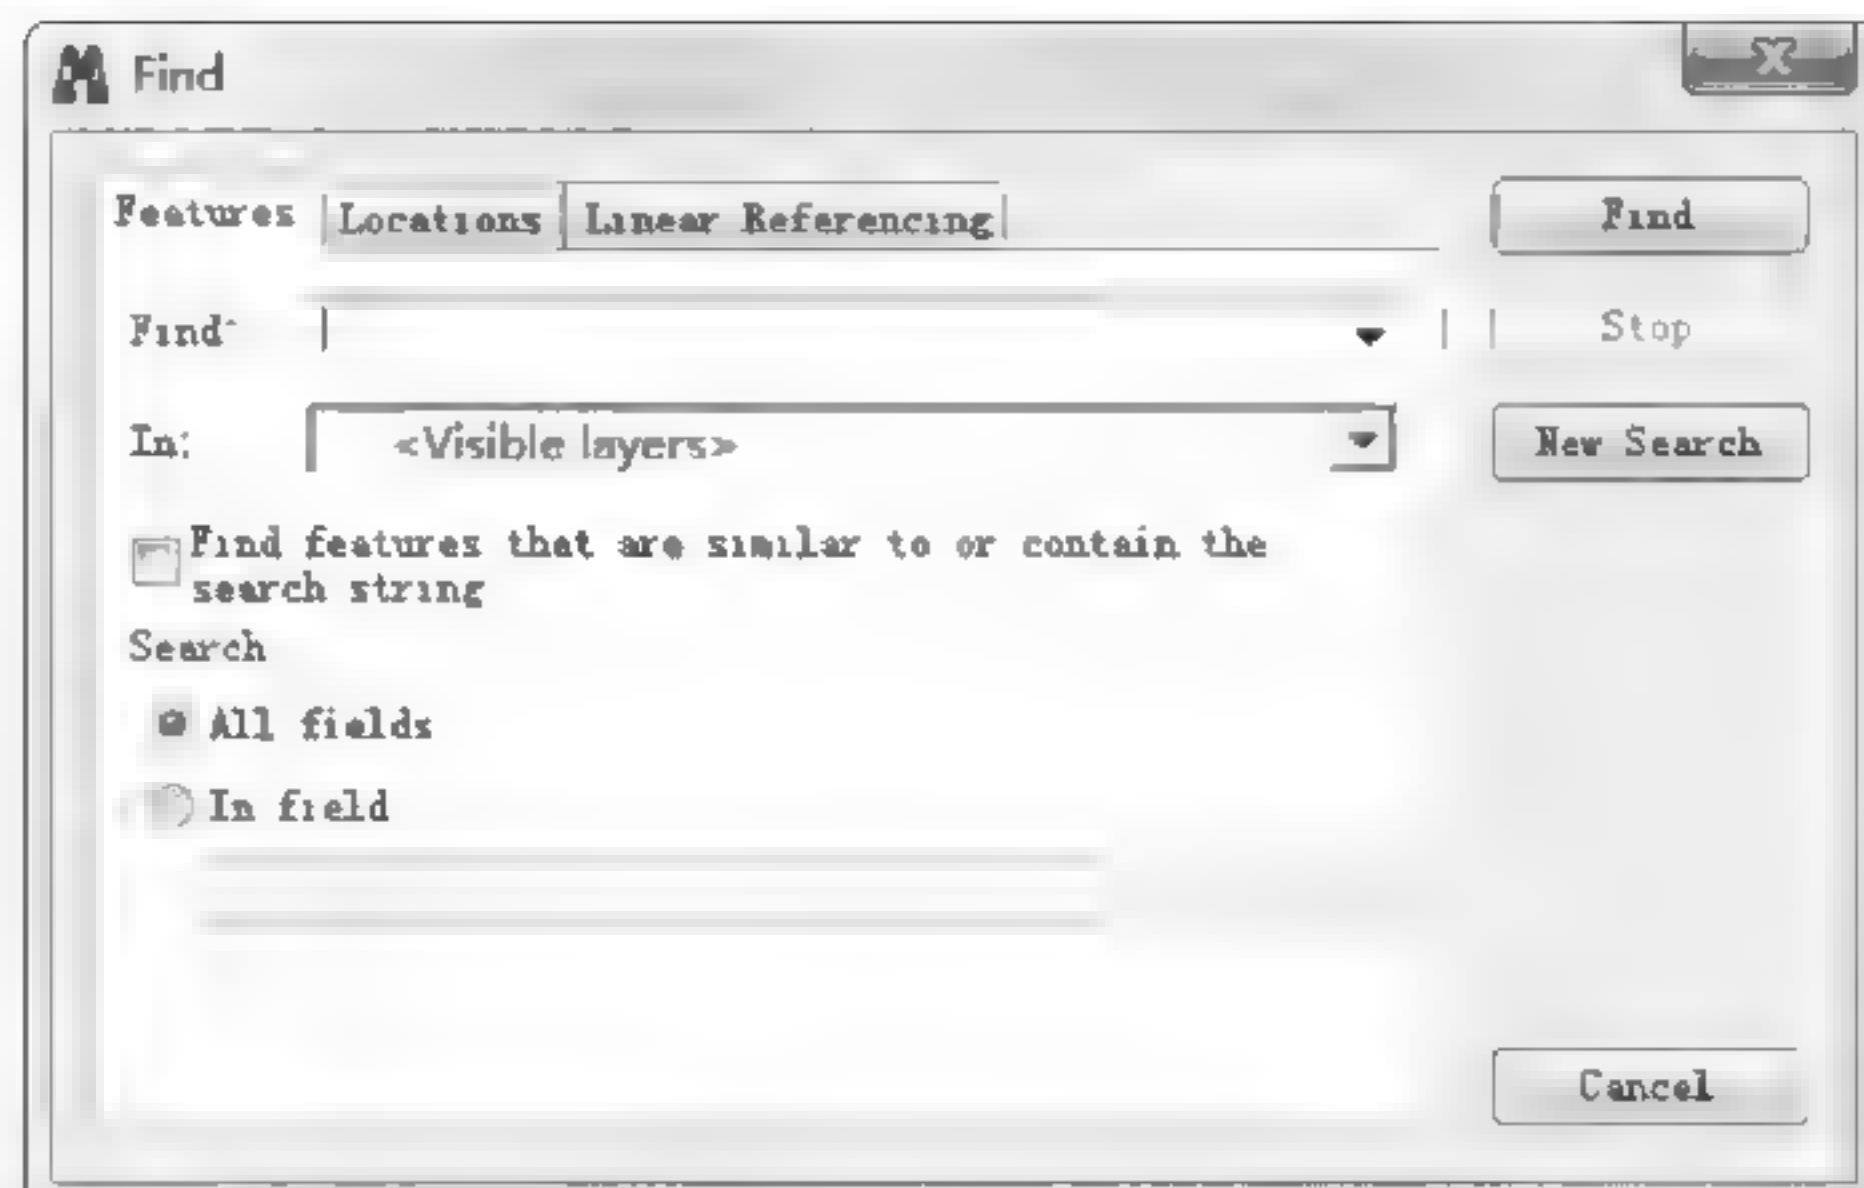 Find
X
Features Locations Linear Referencing Find
Find: Stop
In: <Visible layers> New Search
Find features that are similar to or contain the
search string
Search
All fields
In field
Cancel